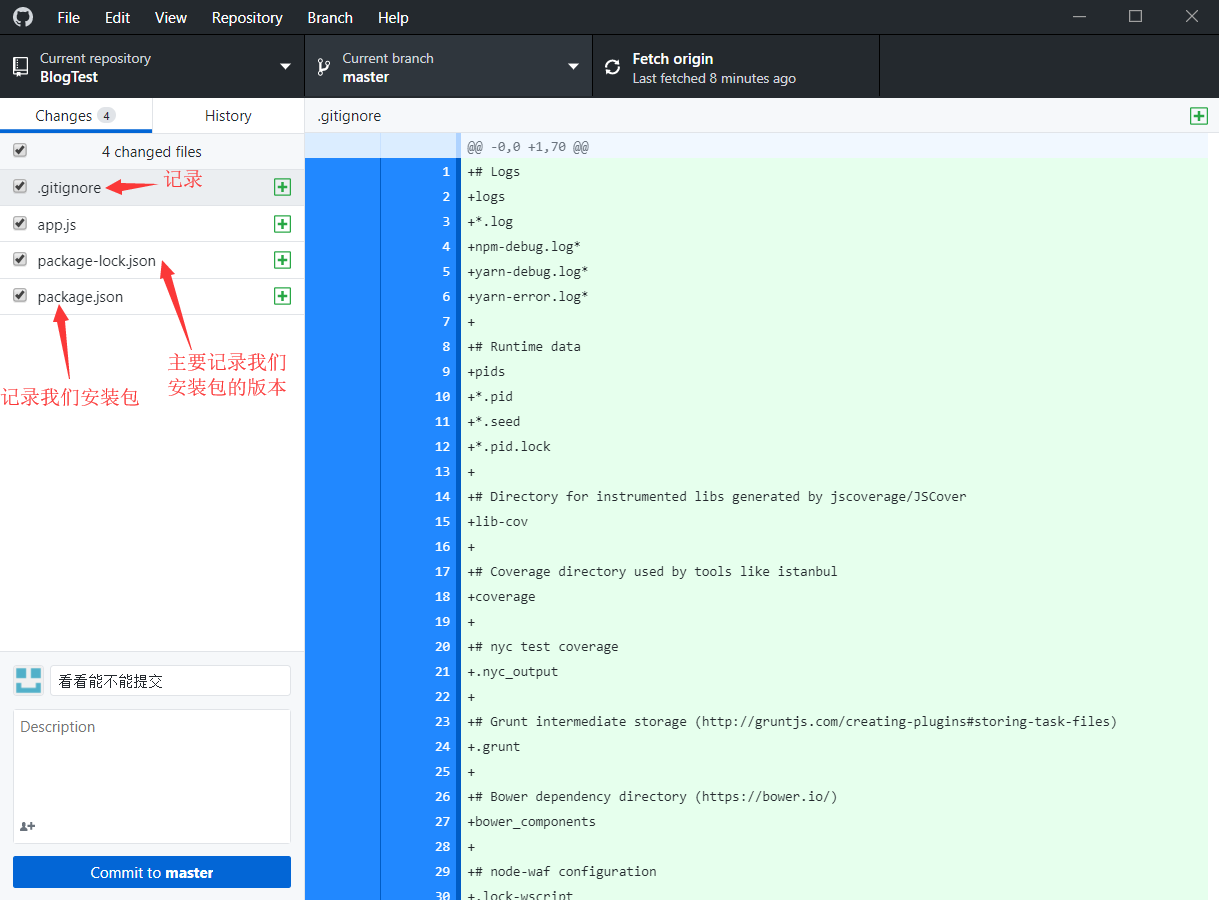 File Edit View Repository Branch Help
Current repository
BlogTest
Current branch
master
Fetch origin
Last fetched 8 minutes ago
Changes 4
History
.gitignore
4 changed files
.gitignore
记录
app.js
package-lock.json
package.json
主要记录我们
安装包的版本
记录我们安装包
看看能不能提交
Description
Commit to master
@@ -0,0 +1,70 @@
1 +# Logs
2 +logs
3 +*.log
4 +npm-debug.log*
5 +yarn-debug.log*
6 +yarn-error.log*
7 +
8 +# Runtime data
9 +pids
10 +*.pid
11 +*.seed
12 +*.pid.lock
13 +
14 +# Directory for instrumented libs generated by jscoverage/JSCover
15 +lib-cov
16 +
17 +# Coverage directory used by tools like istanbul
18 +coverage
19 +
20 +# nyc test coverage
21 +.nyc_output
22 +
23 +# Grunt intermediate storage (http://gruntjs.com/creating-plugins#storing-task-files)
24 +.grunt
25 +
26 +# Bower dependency directory (https://bower.io/)
27 +bower_components
28 +
29 +# node-waf configuration
30 +.lock-wscript